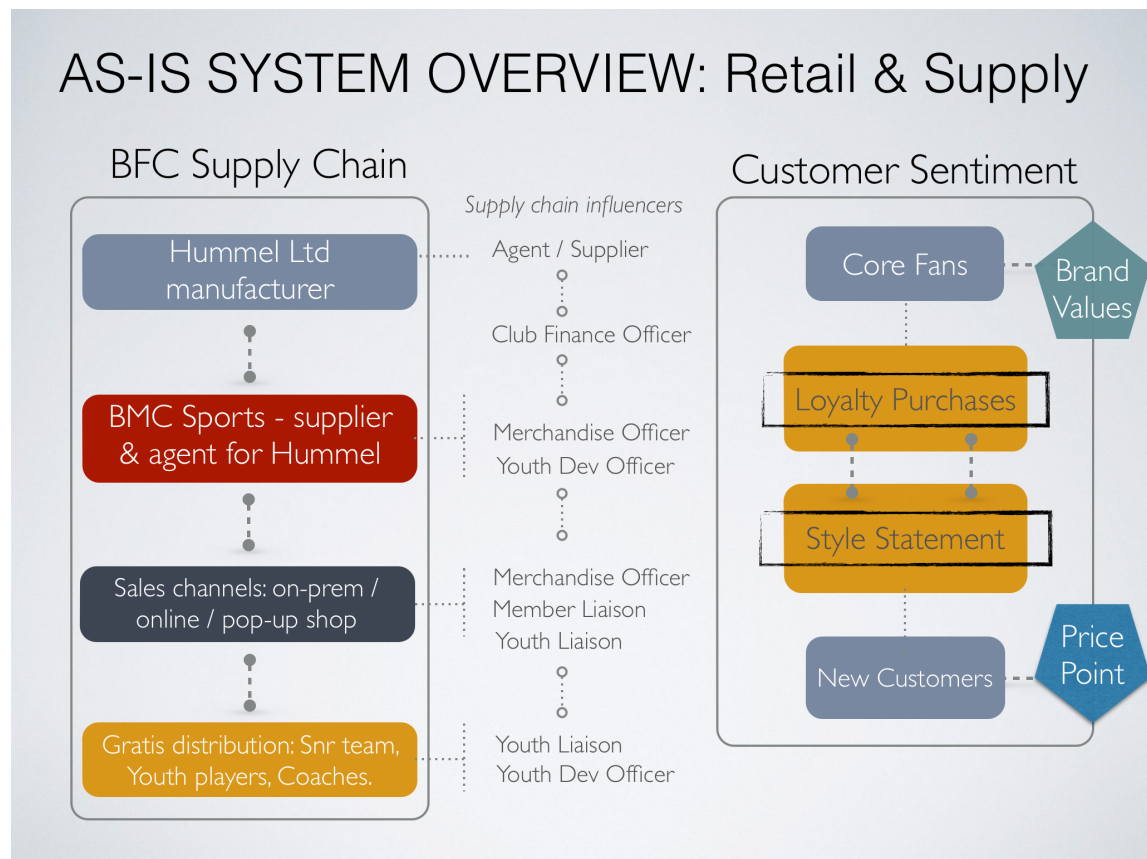 AS-IS SYSTEM OVERVIEW: Retail & Supply
BFC Supply Chain
Hummel Ltd
manufacturer
BMC Sports - supplier
& agent for Hummel
Sales channels: on-prem /
online / pop-up shop
Gratis distribution: Snr team,
Youth players, Coaches.
Supply chain influencers
Agent / Supplier
Club Finance Officer
Merchandise Officer
Youth Dev Officer
Merchandise Officer
Member Liaison
Youth Liaison
Youth Liaison
Youth Dev Officer
Customer Sentiment
Core Fans
Brand
Values
Loyalty Purchases
Style Statement
New Customers
Price
Point